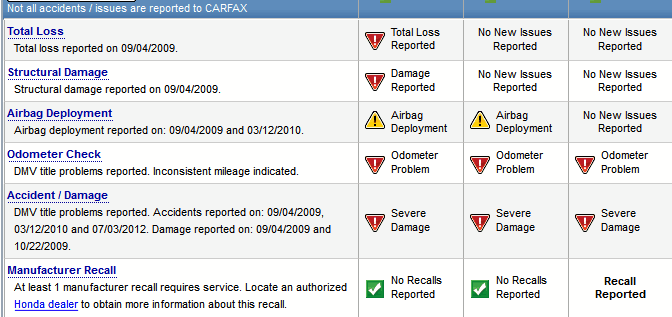 Not all accidents / issues are reported to CARFAX
Total Loss
Total loss reported on 09/04/2009.
Total Loss
Reported
No New Issues
Reported
No New Issues
Reported
Structural Damage
Structural damage reported on 09/04/2009.
Damage
Reported
No New Issues
Reported
No New Issues
Reported
Airbag Deployment
Airbag deployment reported on: 09/04/2009 and 03/12/2010.
Airbag
Deployment
Airbag
Deployment
No New Issues
Reported
Odometer Check
DMV title problems reported. Inconsistent mileage indicated.
Odometer
Problem
Odometer
Problem
Odometer
Problem
Accident / Damage
DMV title problems reported. Accidents reported on: 09/04/2009,
03/12/2010 and 07/03/2012. Damage reported on: 09/04/2009 and
10/22/2009.
Severe
Damage
Severe
Damage
Severe
Damage
Manufacturer Recall
At least 1 manufacturer recall requires service. Locate an authorized
Honda dealer to obtain more information about this recall.
No Recalls
Reported
No Recalls
Reported
Recall
Reported